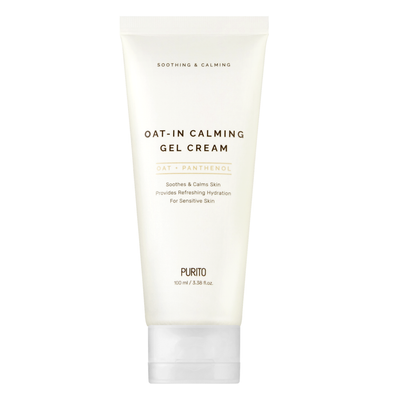 SOOTHING & CALMING
OAT-IN CALMING
GEL CREAM
OAT + PANTHENOL
Soothes & Calms Skin
Provides Refreshing Hydration
For Sensitive Skin
PURITO
100 ml / 3.38 fl.oz.